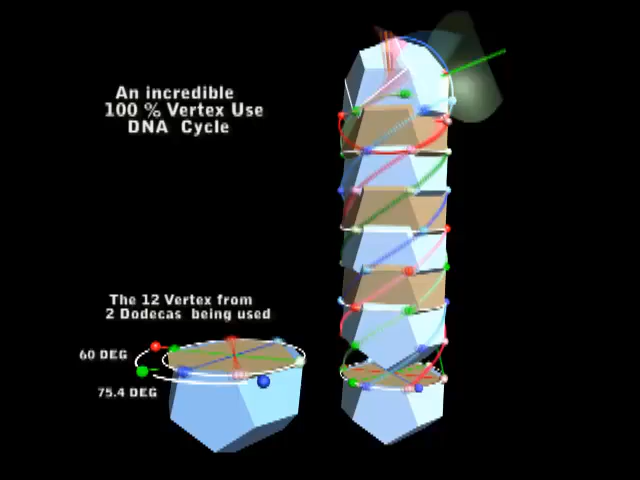 An incredible
100 % Vertex Use
DNA Cycle
The 12 Vertex from
2 Dodecas being used
60 DEG
75.4 DEG